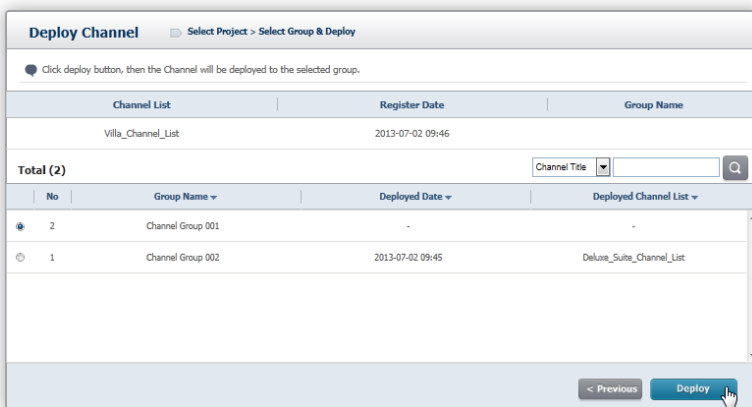 Deploy Channel Select Project > Select Group & Deploy
Click deploy button, then the Channel will be deployed to the selected group.
Channel List Register Date Group Name
Villa_Channel_List 2013-07-02 09:46
Total (2) Channel Title
No Group Name Deployed Date Deployed Channel List
2 Channel Group 001 - -
1 Channel Group 002 2013-07-02 09:45 Deluxe_Suite_Channel_List
< Previous Deploy